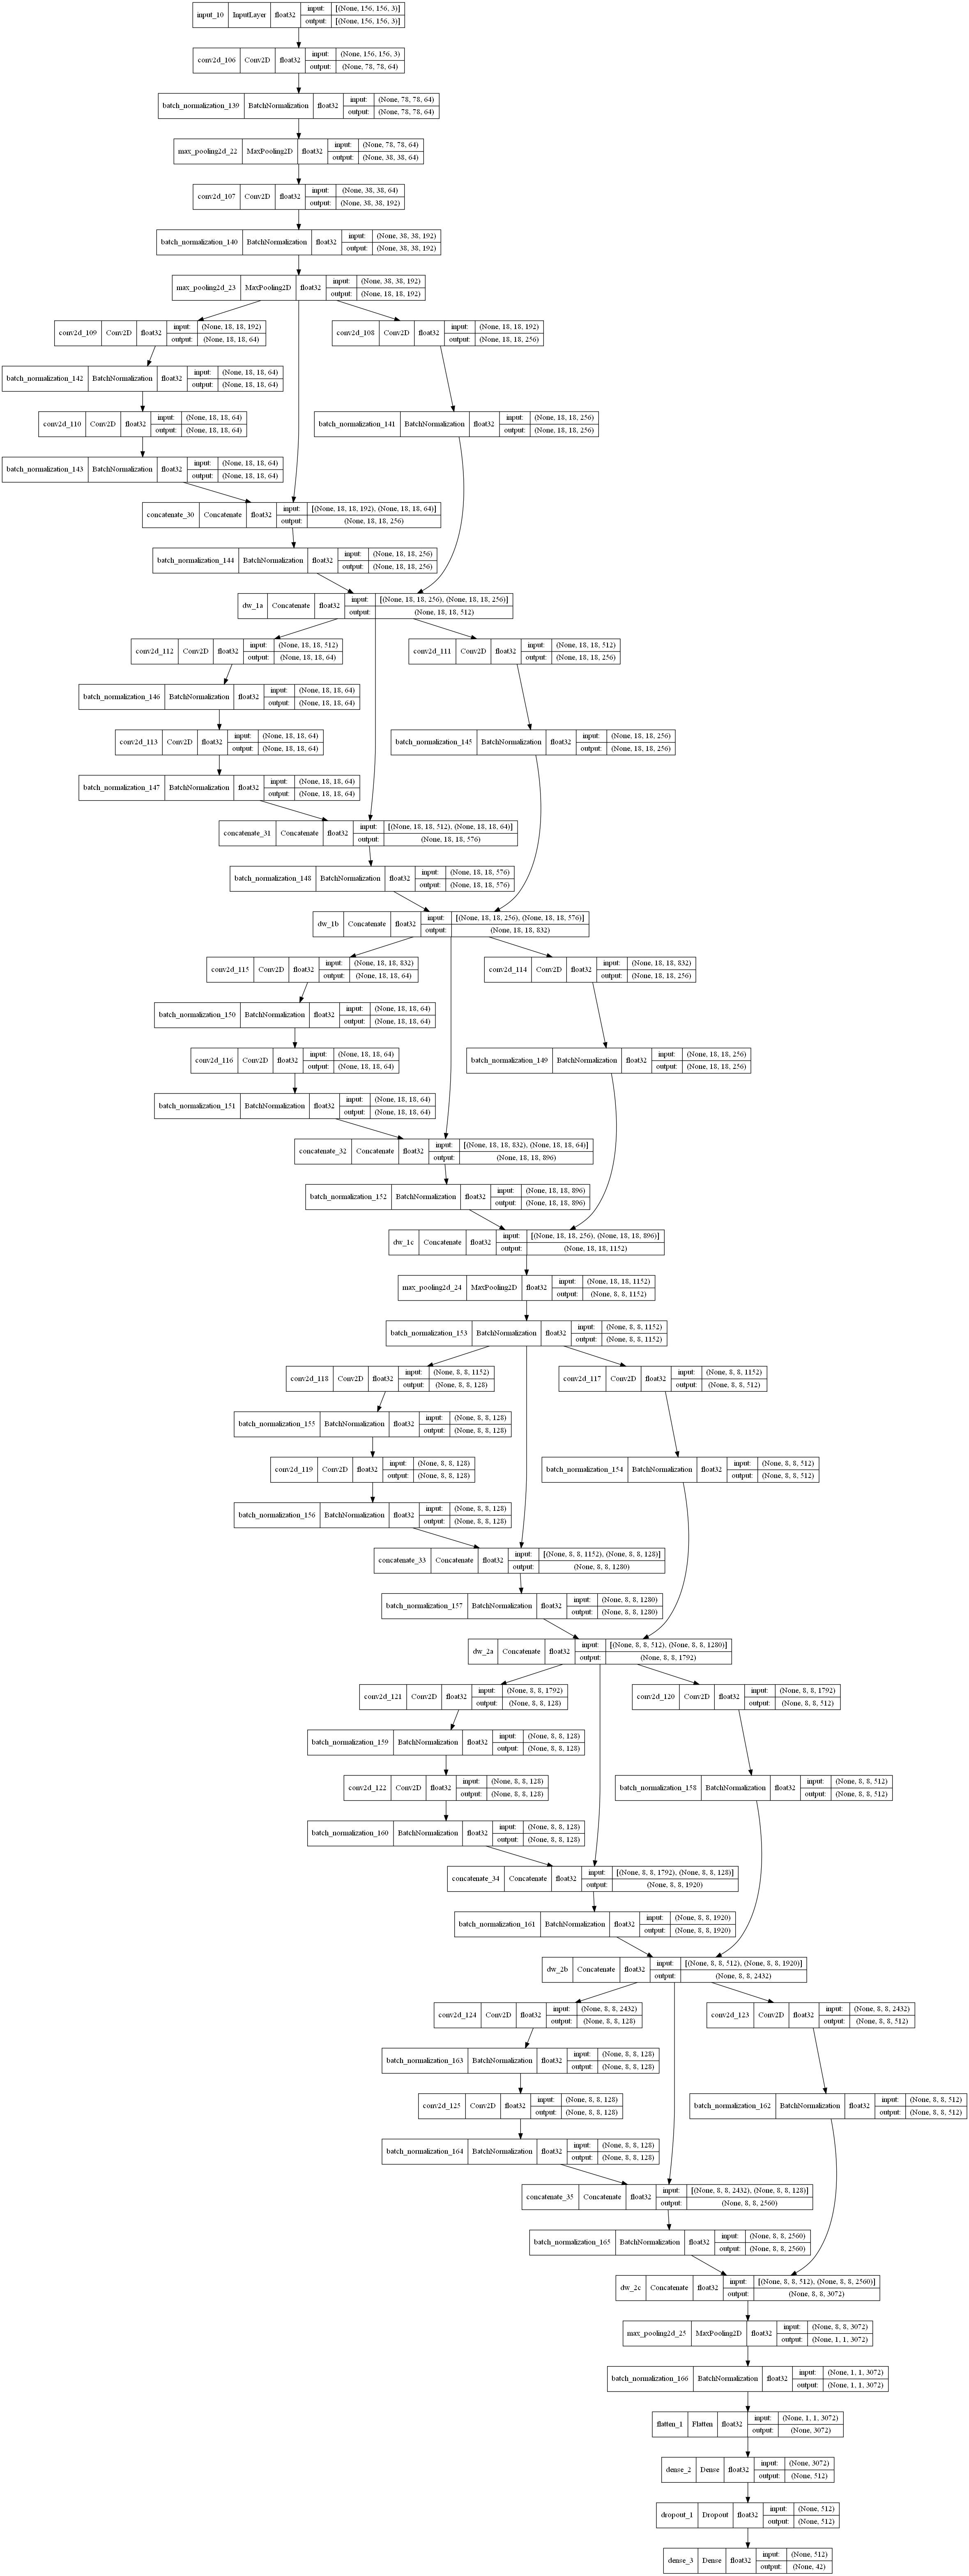 input_10 InputLayer float32 input: [(None, 156, 156, 3)]
output: [(None, 156, 156, 3)]
conv2d_106 Conv2D float32 input: (None, 156, 156, 3)
output: (None, 78, 78, 64)
batch_normalization_139 BatchNormalization float32 input: (None, 78, 78, 64)
output: (None, 78, 78, 64)
max_pooling2d_22 MaxPooling2D float32 input: (None, 78, 78, 64)
output: (None, 38, 38, 64)
conv2d_107 Conv2D float32 input: (None, 38, 38, 64)
output: (None, 38, 38, 192)
batch_normalization_140 BatchNormalization float32 input: (None, 38, 38, 192)
output: (None, 38, 38, 192)
max_pooling2d_23 MaxPooling2D float32 input: (None, 38, 38, 192)
output: (None, 18, 18, 192)
conv2d_109 Conv2D float32 input: (None, 18, 18, 192)
output: (None, 18, 18, 64)
conv2d_108 Conv2D float32 input: (None, 18, 18, 192)
output: (None, 18, 18, 256)
batch_normalization_142 BatchNormalization float32 input: (None, 18, 18, 64)
output: (None, 18, 18, 64)
conv2d_110 Conv2D float32 input: (None, 18, 18, 64)
output: (None, 18, 18, 64)
batch_normalization_141 BatchNormalization float32 input: (None, 18, 18, 256)
output: (None, 18, 18, 256)
batch_normalization_143 BatchNormalization float32 input: (None, 18, 18, 64)
output: (None, 18, 18, 64)
concatenate_30 Concatenate float32 input: [(None, 18, 18, 192), (None, 18, 18, 64)]
output: (None, 18, 18, 256)
batch_normalization_144 BatchNormalization float32 input: (None, 18, 18, 256)
output: (None, 18, 18, 256)
dw_1a Concatenate float32 input: [(None, 18, 18, 256), (None, 18, 18, 256)]
output: (None, 18, 18, 512)
conv2d_112 Conv2D float32 input: (None, 18, 18, 512)
output: (None, 18, 18, 64)
conv2d_111 Conv2D float32 input: (None, 18, 18, 512)
output: (None, 18, 18, 256)
batch_normalization_146 BatchNormalization float32 input: (None, 18, 18, 64)
output: (None, 18, 18, 64)
conv2d_113 Conv2D float32 input: (None, 18, 18, 64)
output: (None, 18, 18, 64)
batch_normalization_145 BatchNormalization float32 input: (None, 18, 18, 256)
output: (None, 18, 18, 256)
batch_normalization_147 BatchNormalization float32 input: (None, 18, 18, 64)
output: (None, 18, 18, 64)
concatenate_31 Concatenate float32 input: [(None, 18, 18, 512), (None, 18, 18, 64)]
output: (None, 18, 18, 576)
batch_normalization_148 BatchNormalization float32 input: (None, 18, 18, 576)
output: (None, 18, 18, 576)
dw_1b Concatenate float32 input: [(None, 18, 18, 256), (None, 18, 18, 576)]
output: (None, 18, 18, 832)
conv2d_115 Conv2D float32 input: (None, 18, 18, 832)
output: (None, 18, 18, 64)
conv2d_114 Conv2D float32 input: (None, 18, 18, 832)
output: (None, 18, 18, 256)
batch_normalization_150 BatchNormalization float32 input: (None, 18, 18, 64)
output: (None, 18, 18, 64)
conv2d_116 Conv2D float32 input: (None, 18, 18, 64)
output: (None, 18, 18, 64)
batch_normalization_149 BatchNormalization float32 input: (None, 18, 18, 256)
output: (None, 18, 18, 256)
batch_normalization_151 BatchNormalization float32 input: (None, 18, 18, 64)
output: (None, 18, 18, 64)
concatenate_32 Concatenate float32 input: [(None, 18, 18, 832), (None, 18, 18, 64)]
output: (None, 18, 18, 896)
batch_normalization_152 BatchNormalization float32 input: (None, 18, 18, 896)
output: (None, 18, 18, 896)
dw_1c Concatenate float32 input: [(None, 18, 18, 256), (None, 18, 18, 896)]
output: (None, 18, 18, 1152)
max_pooling2d_24 MaxPooling2D float32 input: (None, 18, 18, 1152)
output: (None, 8, 8, 1152)
batch_normalization_153 BatchNormalization float32 input: (None, 8, 8, 1152)
output: (None, 8, 8, 1152)
conv2d_118 Conv2D float32 input: (None, 8, 8, 1152)
output: (None, 8, 8, 128)
conv2d_117 Conv2D float32 input: (None, 8, 8, 1152)
output: (None, 8, 8, 512)
batch_normalization_155 BatchNormalization float32 input: (None, 8, 8, 128)
output: (None, 8, 8, 128)
conv2d_119 Conv2D float32 input: (None, 8, 8, 128)
output: (None, 8, 8, 128)
batch_normalization_154 BatchNormalization float32 input: (None, 8, 8, 512)
output: (None, 8, 8, 512)
batch_normalization_156 BatchNormalization float32 input: (None, 8, 8, 128)
output: (None, 8, 8, 128)
concatenate_33 Concatenate float32 input: [(None, 8, 8, 1152), (None, 8, 8, 128)]
output: (None, 8, 8, 1280)
batch_normalization_157 BatchNormalization float32 input: (None, 8, 8, 1280)
output: (None, 8, 8, 1280)
dw_2a Concatenate float32 input: [(None, 8, 8, 512), (None, 8, 8, 1280)]
output: (None, 8, 8, 1792)
conv2d_121 Conv2D float32 input: (None, 8, 8, 1792)
output: (None, 8, 8, 128)
conv2d_120 Conv2D float32 input: (None, 8, 8, 1792)
output: (None, 8, 8, 512)
batch_normalization_159 BatchNormalization float32 input: (None, 8, 8, 128)
output: (None, 8, 8, 128)
conv2d_122 Conv2D float32 input: (None, 8, 8, 128)
output: (None, 8, 8, 128)
batch_normalization_158 BatchNormalization float32 input: (None, 8, 8, 512)
output: (None, 8, 8, 512)
batch_normalization_160 BatchNormalization float32 input: (None, 8, 8, 128)
output: (None, 8, 8, 128)
concatenate_34 Concatenate float32 input: [(None, 8, 8, 1792), (None, 8, 8, 128)]
output: (None, 8, 8, 1920)
batch_normalization_161 BatchNormalization float32 input: (None, 8, 8, 1920)
output: (None, 8, 8, 1920)
dw_2b Concatenate float32 input: [(None, 8, 8, 512), (None, 8, 8, 1920)]
output: (None, 8, 8, 2432)
conv2d_124 Conv2D float32 input: (None, 8, 8, 2432)
output: (None, 8, 8, 128)
conv2d_123 Conv2D float32 input: (None, 8, 8, 2432)
output: (None, 8, 8, 512)
batch_normalization_163 BatchNormalization float32 input: (None, 8, 8, 128)
output: (None, 8, 8, 128)
conv2d_125 Conv2D float32 input: (None, 8, 8, 128)
output: (None, 8, 8, 128)
batch_normalization_162 BatchNormalization float32 input: (None, 8, 8, 512)
output: (None, 8, 8, 512)
batch_normalization_164 BatchNormalization float32 input: (None, 8, 8, 128)
output: (None, 8, 8, 128)
concatenate_35 Concatenate float32 input: [(None, 8, 8, 2432), (None, 8, 8, 128)]
output: (None, 8, 8, 2560)
batch_normalization_165 BatchNormalization float32 input: (None, 8, 8, 2560)
output: (None, 8, 8, 2560)
dw_2c Concatenate float32 input: [(None, 8, 8, 512), (None, 8, 8, 2560)]
output: (None, 8, 8, 3072)
max_pooling2d_25 MaxPooling2D float32 input: (None, 8, 8, 3072)
output: (None, 1, 1, 3072)
batch_normalization_166 BatchNormalization float32 input: (None, 1, 1, 3072)
output: (None, 1, 1, 3072)
flatten_1 Flatten float32 input: (None, 1, 1, 3072)
output: (None, 3072)
dense_2 Dense float32 input: (None, 3072)
output: (None, 512)
dropout_1 Dropout float32 input: (None, 512)
output: (None, 512)
dense_3 Dense float32 input: (None, 512)
output: (None, 42)